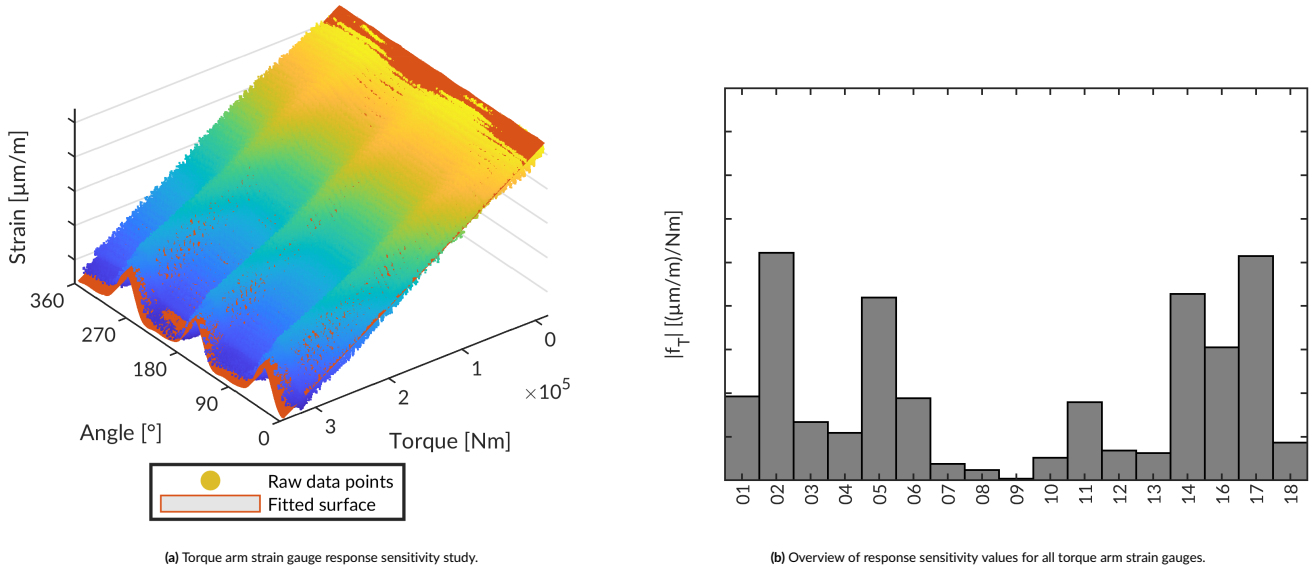 Strain [μm/m]
360
270
180
90
0
Angle [°]
0
1
2
3
×10⁵
Torque [Nm]
Raw data points
Fitted surface
(a) Torque arm strain gauge response sensitivity study.
|f_T| [(μm/m)/Nm]
01 02 03 04 05 06 07 08 09 10 11 12 13 14 16 17 18
(b) Overview of response sensitivity values for all torque arm strain gauges.